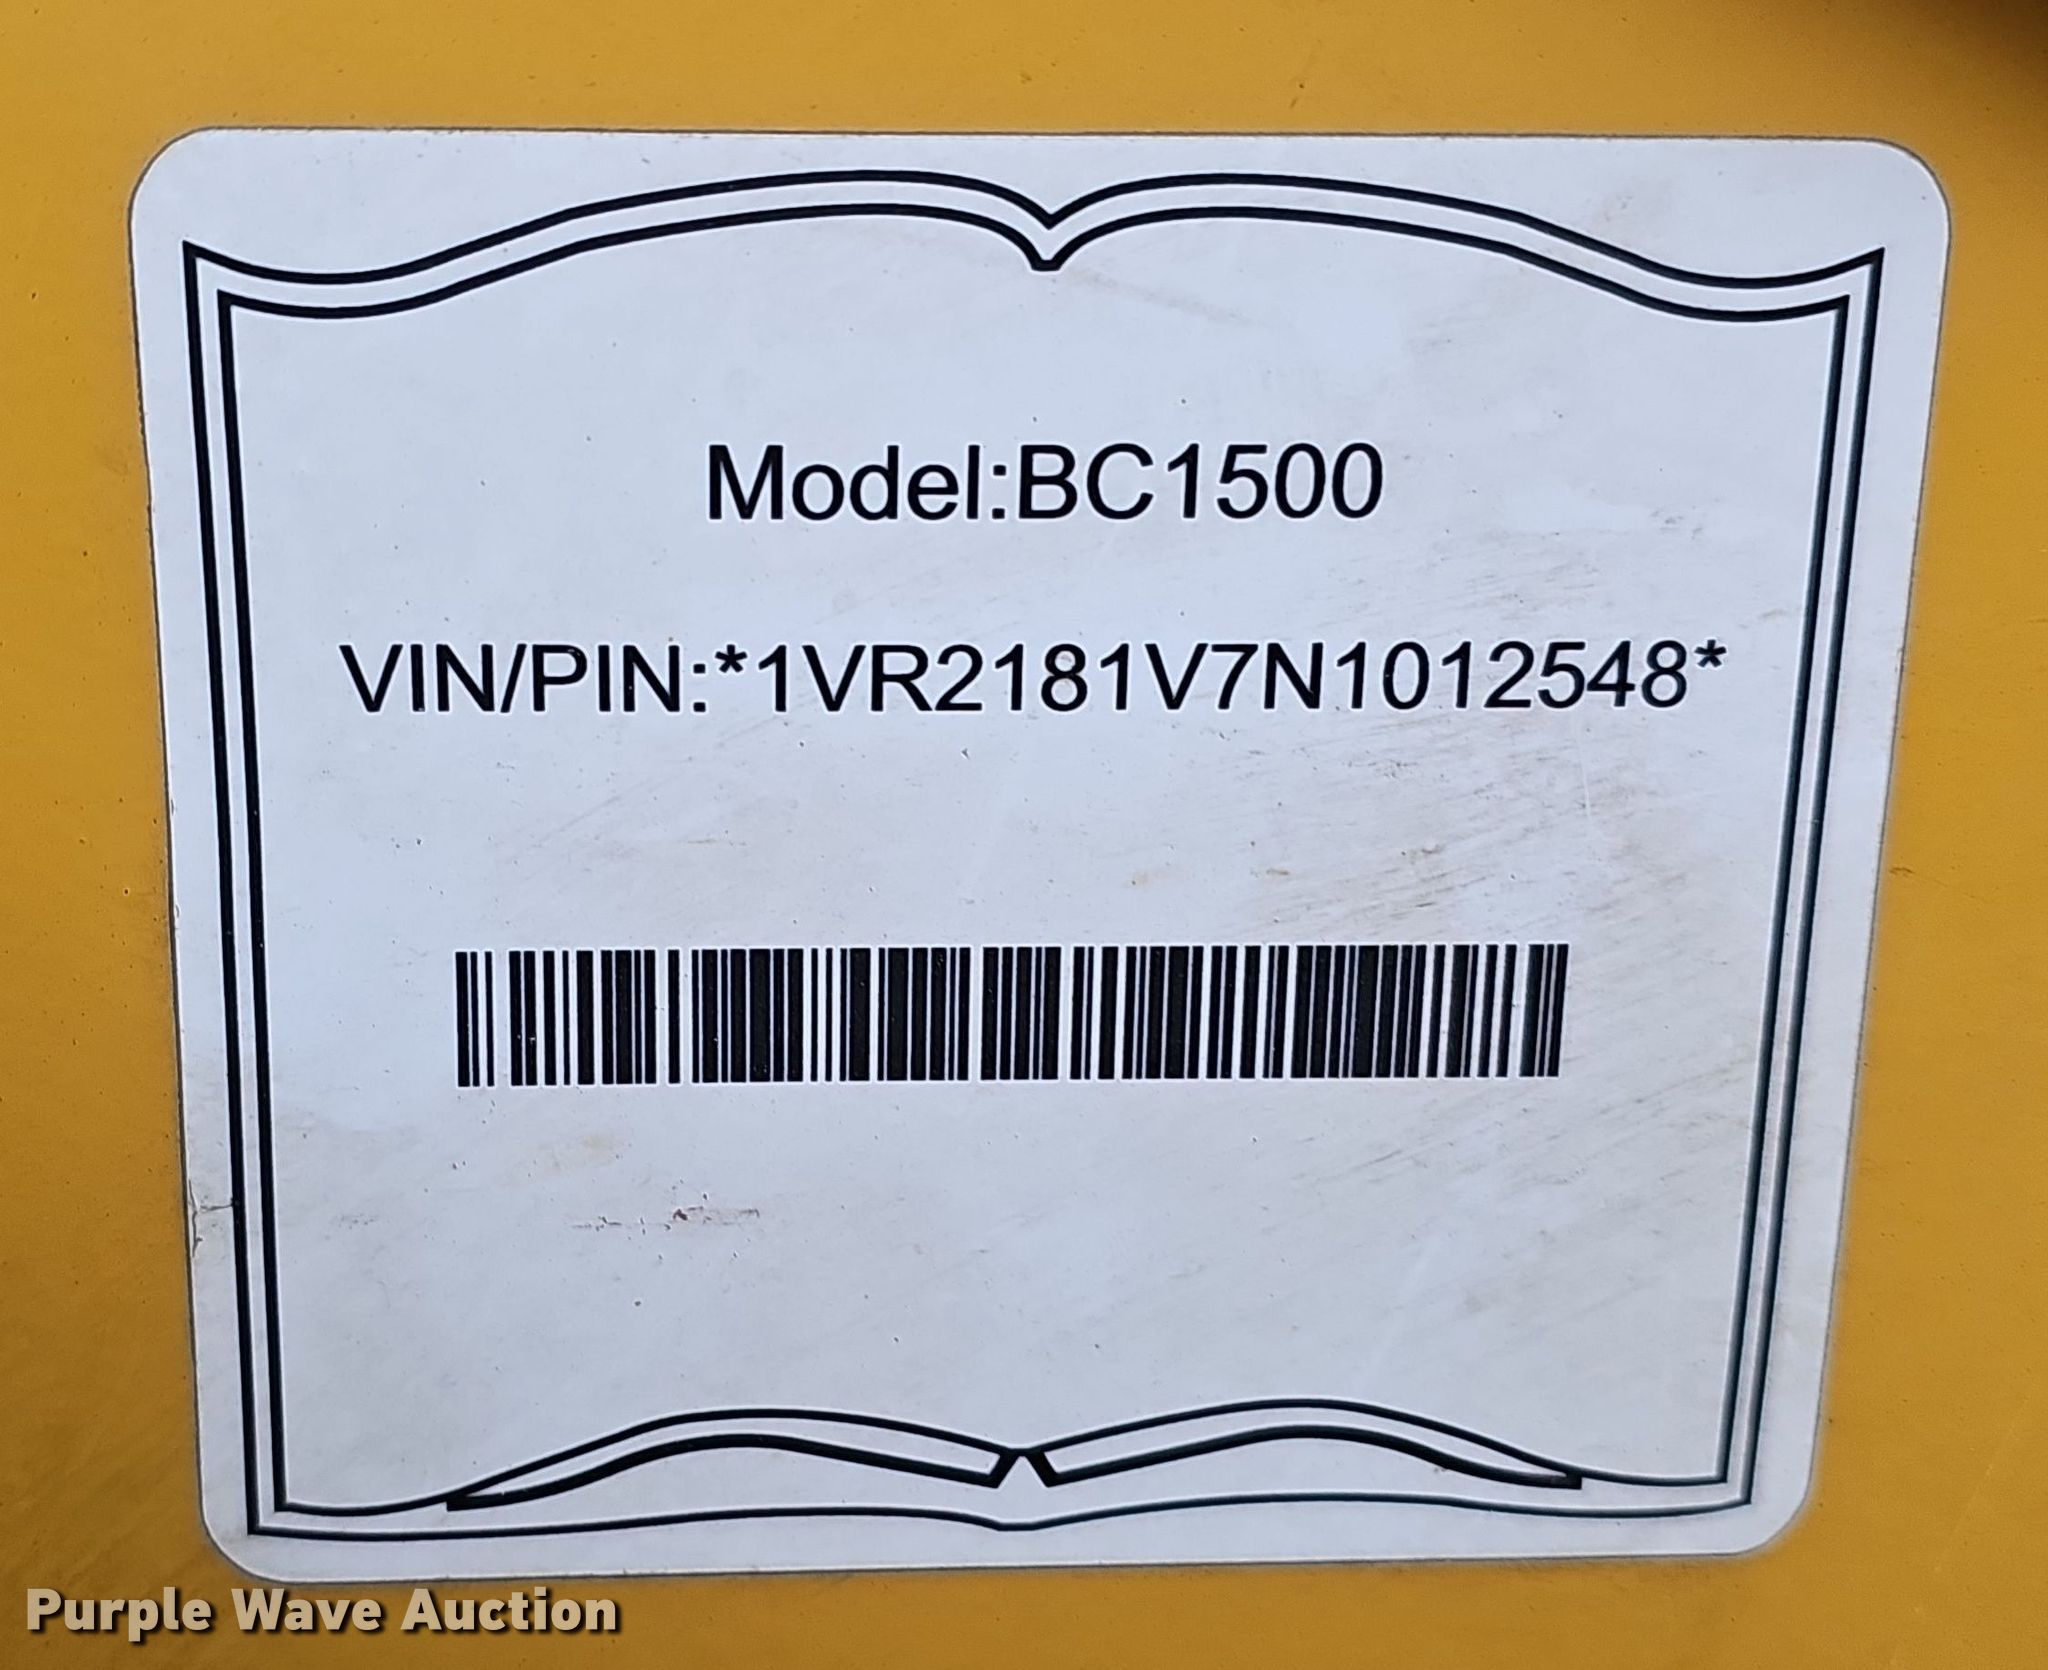 Model:BC1500
VIN/PIN:*1VR2181V7N1012548*
Purple Wave Auction